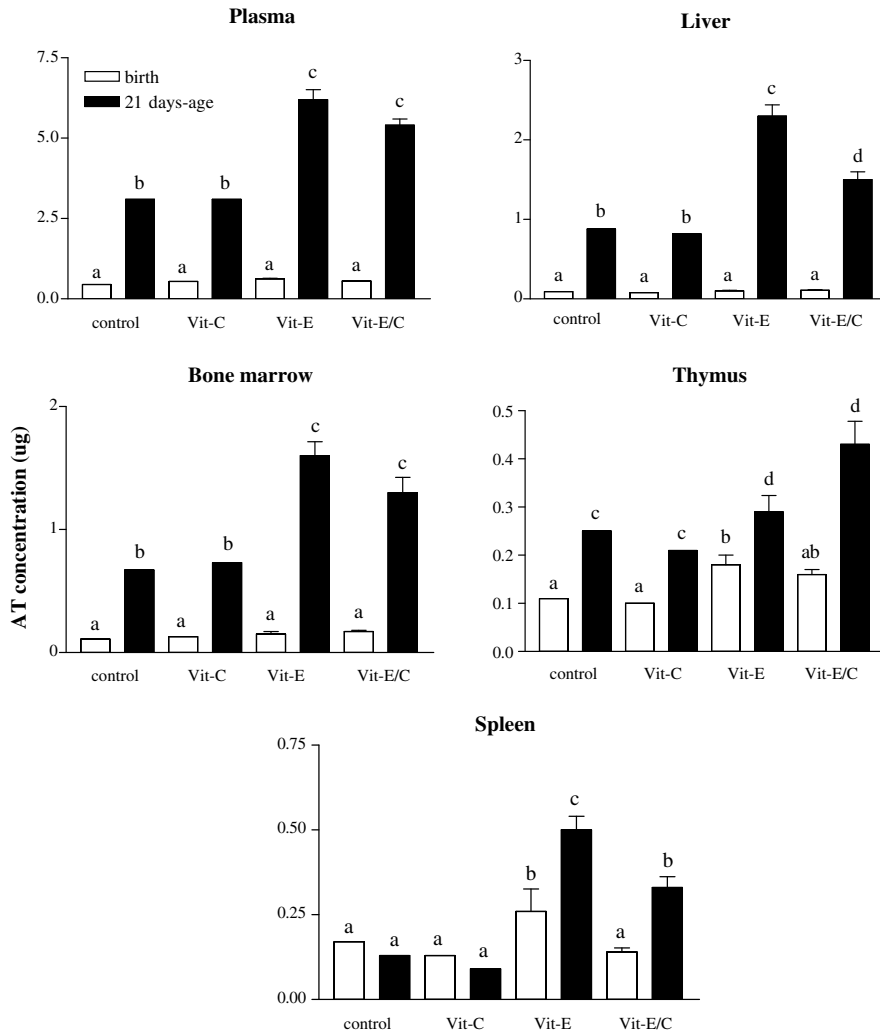 Plasma
7.5
5.0
2.5
0.0
birth
21 days-age
a b a b a c a c
control Vit-C Vit-E Vit-E/C
Liver
3
2
1
0
a b a b a c a d
control Vit-C Vit-E Vit-E/C
AT concentration (ug)
Bone marrow
2
1
0
a b a b a c a c
control Vit-C Vit-E Vit-E/C
Thymus
0.5
0.4
0.3
0.2
0.1
0.0
a c a c b d ab d
control Vit-C Vit-E Vit-E/C
Spleen
0.75
0.50
0.25
0.00
a a a a b c a b
control Vit-C Vit-E Vit-E/C